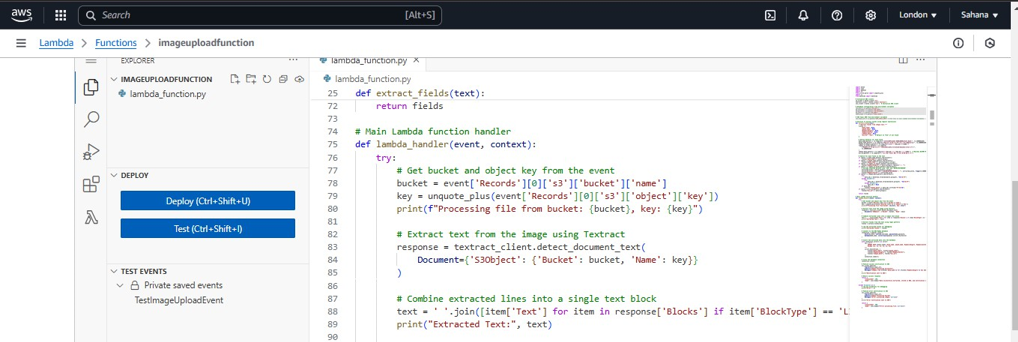 aws
Search [Alt+S]
London ▾ Sahana ▾
Lambda > Functions > imageuploadfunction
EXPLORER ...
lambda_function.py ×
...
IMAGEUPLOADFUNCTION
lambda_function.py
lambda_function.py
DEPLOY
Deploy (Ctrl+Shift+U)
Test (Ctrl+Shift+I)
TEST EVENTS
Private saved events
TestImageUploadEvent
25 def extract_fields(text):
72 return fields
73
74 # Main Lambda function handler
75 def lambda_handler(event, context):
76 try:
77 # Get bucket and object key from the event
78 bucket = event['Records'][0]['s3']['bucket']['name']
79 key = unquote_plus(event['Records'][0]['s3']['object']['key'])
80 print(f"Processing file from bucket: {bucket}, key: {key}")
81
82 # Extract text from the image using Textract
83 response = textract_client.detect_document_text(
84 Document={'S3Object': {'Bucket': bucket, 'Name': key}}
85 )
86
87 # Combine extracted lines into a single text block
88 text = ' '.join([item['Text'] for item in response['Blocks'] if item['BlockType'] == 'L
89 print("Extracted Text:", text)
90